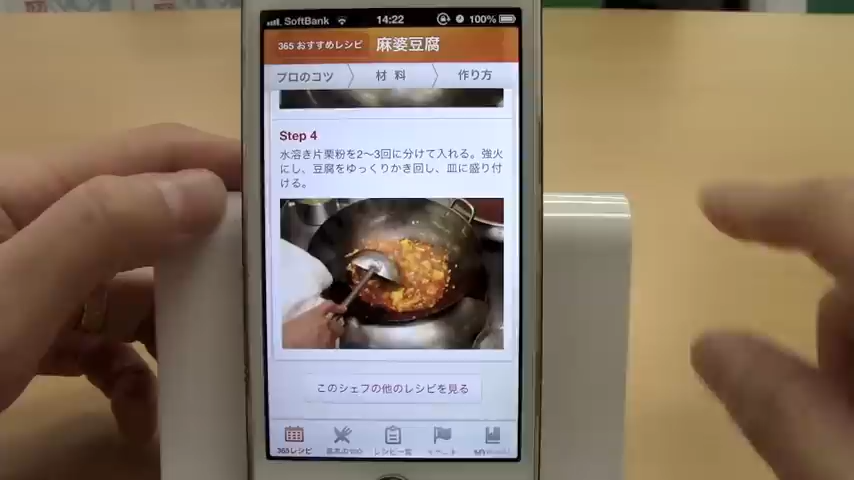 SoftBank 14:22 100%
365 おすすめレシピ 麻婆豆腐
プロのコツ 材 料 作り方
Step 4
水溶き片栗粉を2〜3回に分けて入れる。強火
にし、豆腐をゆっくりかき回し、皿に盛り付
ける。
このシェフの他のレシピを見る
365レシピ レシピ一覧